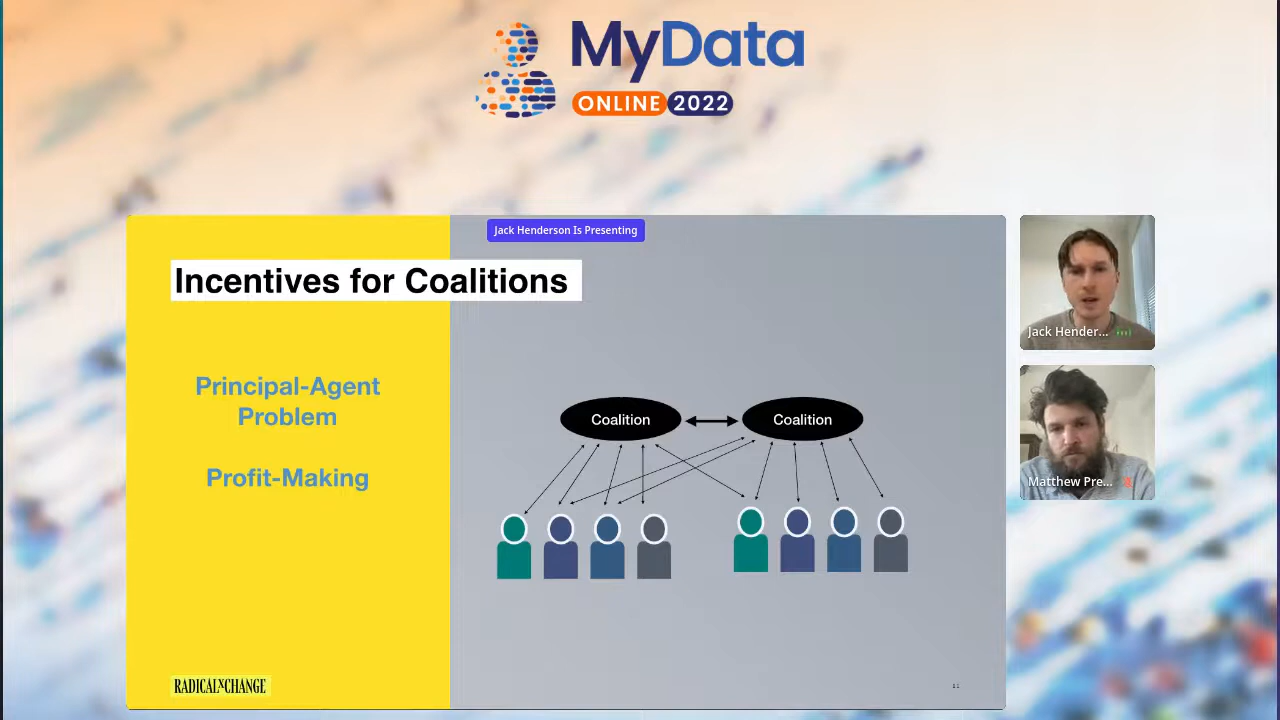 MyData
ONLINE 2022
Jack Henderson Is Presenting
Incentives for Coalitions
Principal-Agent
Problem
Profit-Making
Coalition
Coalition
RADICALXCHANGE
11
Jack Hender...
Matthew Pre...